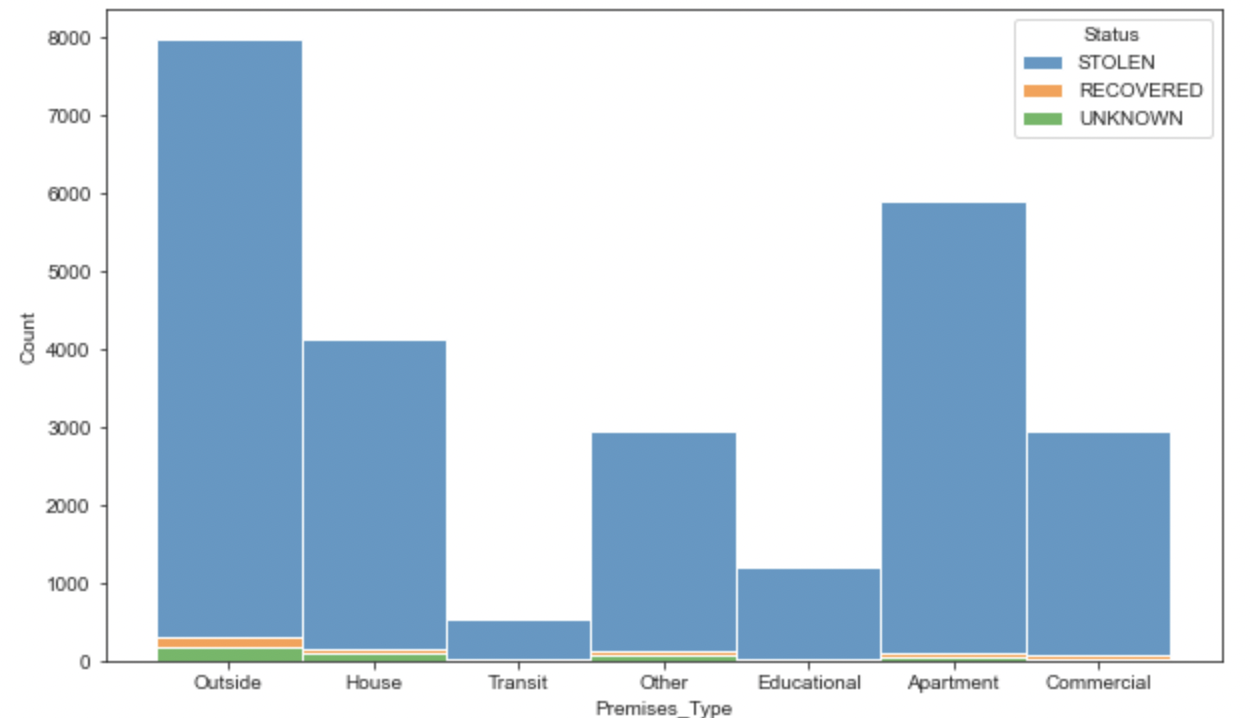 Status
STOLEN
RECOVERED
UNKNOWN
8000
7000
6000
5000
4000
3000
2000
1000
0
Count
Outside House Transit Other Educational Apartment Commercial
Premises_Type